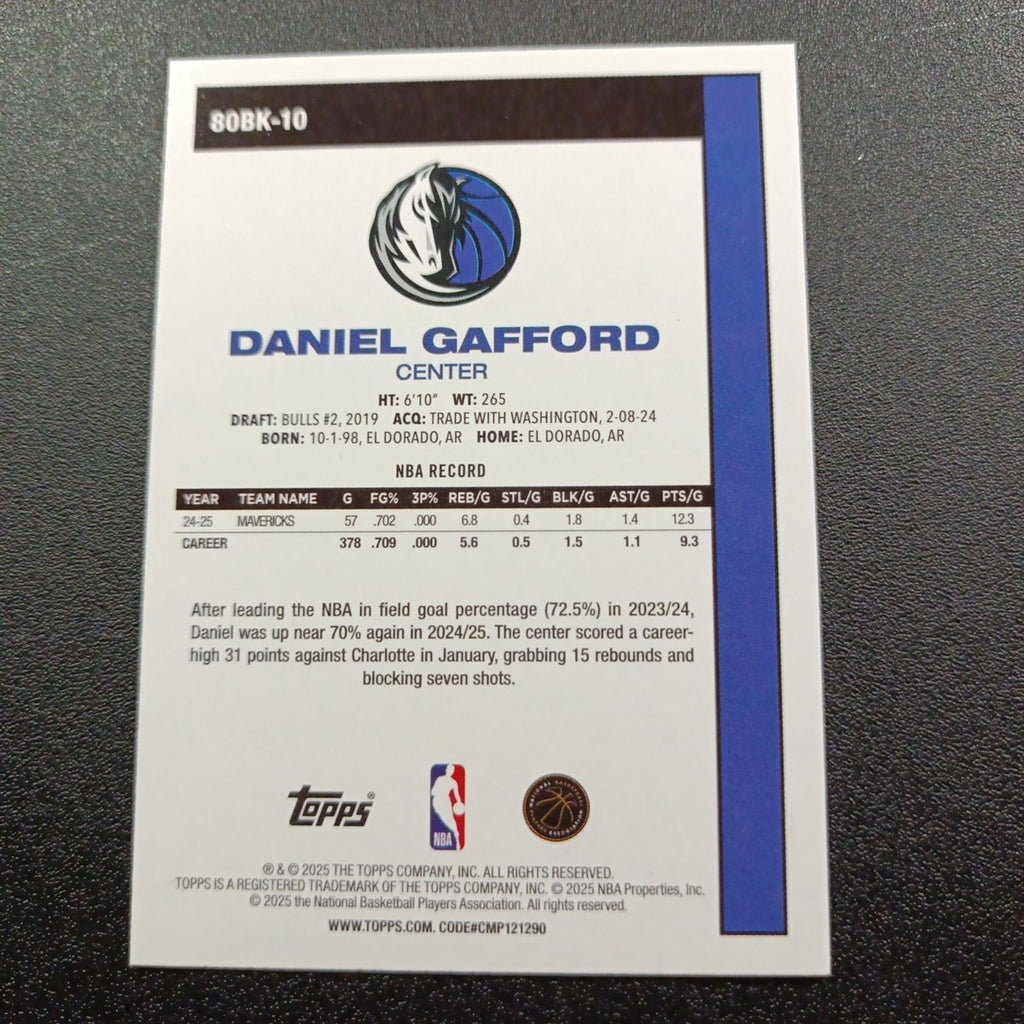 80BK-10
DANIEL GAFFORD
CENTER
HT: 6'10" WT: 265
DRAFT: BULLS #2, 2019 ACQ: TRADE WITH WASHINGTON, 2-08-24
BORN: 10-1-98, EL DORADO, AR HOME: EL DORADO, AR
NBA RECORD
YEAR TEAM NAME G FG% 3P% REB/G STL/G BLK/G AST/G PTS/G
24-25 MAVERICKS 57 .702 .000 6.8 0.4 1.8 1.4 12.3
CAREER 378 .709 .000 5.6 0.5 1.5 1.1 9.3
After leading the NBA in field goal percentage (72.5%) in 2023/24,
Daniel was up near 70% again in 2024/25. The center scored a career-
high 31 points against Charlotte in January, grabbing 15 rebounds and
blocking seven shots.
Topps®
NBA
NATIONAL BASKETBALL PLAYERS ASSOCIATION
® & © 2025 THE TOPPS COMPANY, INC. ALL RIGHTS RESERVED.
TOPPS IS A REGISTERED TRADEMARK OF THE TOPPS COMPANY, INC. © 2025 NBA Properties, Inc.
© 2025 the National Basketball Players Association. All rights reserved.
WWW.TOPPS.COM. CODE#CMP121290